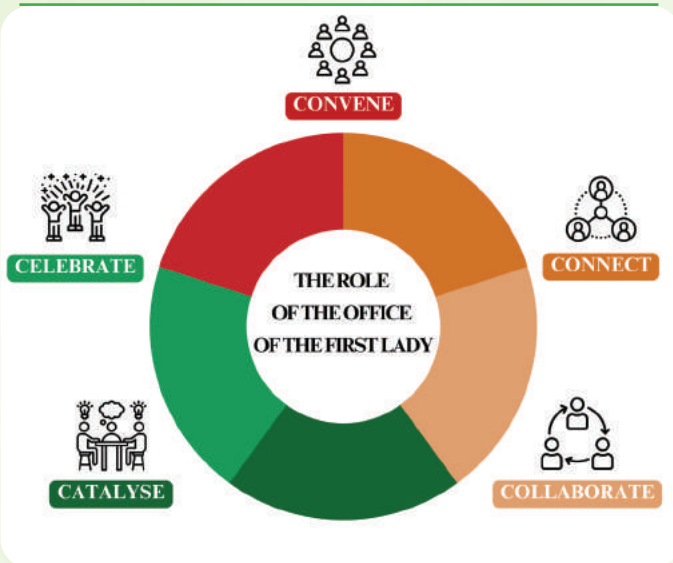 CONVENE
CELEBRATE
CONNECT
THE ROLE
OF THE OFFICE
OF THE FIRST LADY
CATALYSE
COLLABORATE